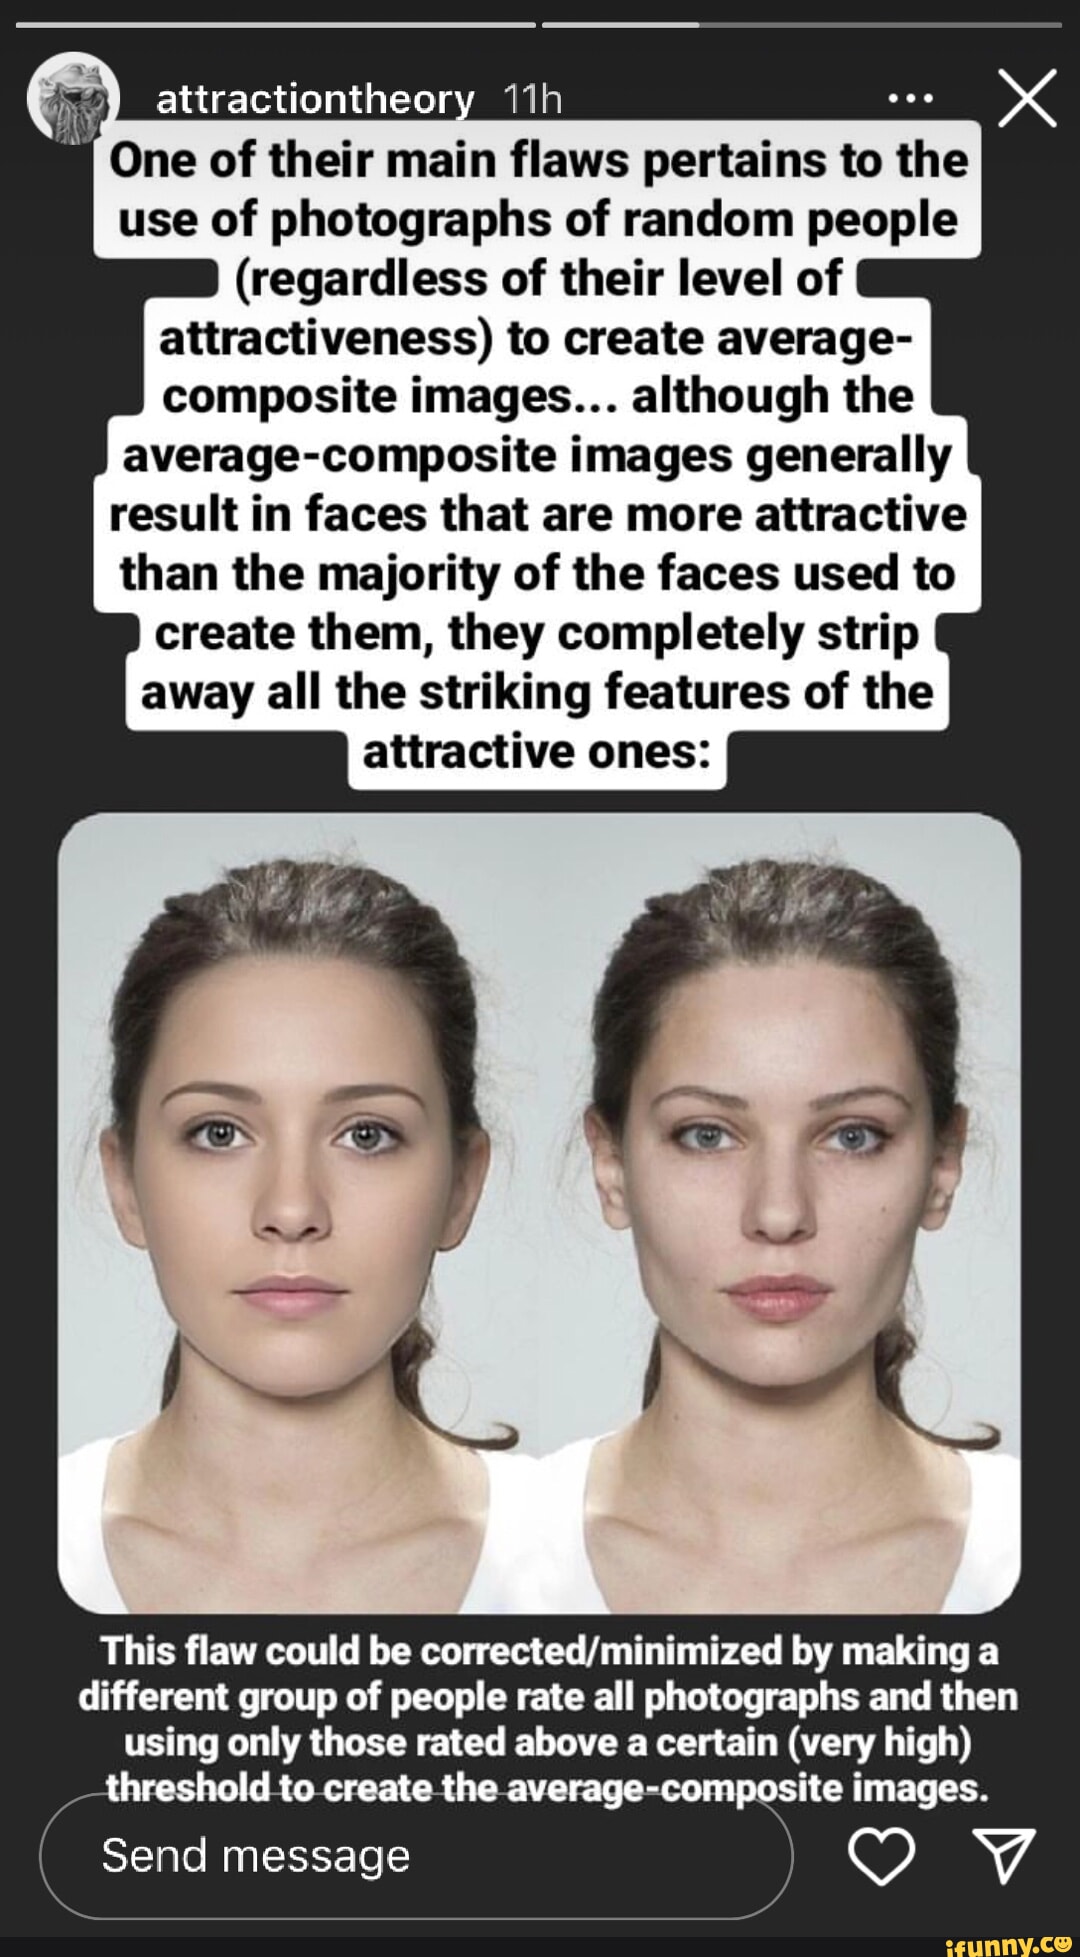 attractiontheory 11h
One of their main flaws pertains to the
use of photographs of random people
(regardless of their level of
attractiveness) to create average-
composite images... although the
average-composite images generally
result in faces that are more attractive
than the majority of the faces used to
create them, they completely strip
away all the striking features of the
attractive ones:
This flaw could be corrected/minimized by making a
different group of people rate all photographs and then
using only those rated above a certain (very high)
threshold to create the average-composite images.
Send message
ifunny.co